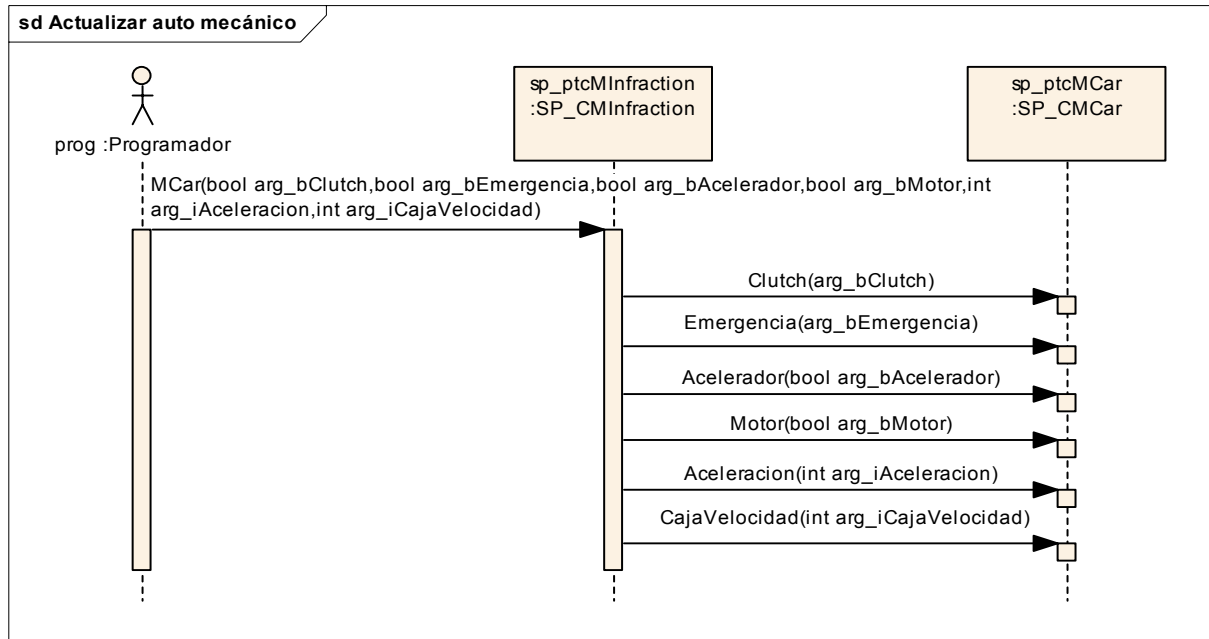 sd Actualizar auto mecánico
prog :Programador
sp_ptcMInfraction
:SP_CMInfraction
sp_ptcMCar
:SP_CMCar
MCar(bool arg_bClutch,bool arg_bEmergencia,bool arg_bAcelerador,bool arg_bMotor,int
arg_iAceleracion,int arg_iCajaVelocidad)
Clutch(arg_bClutch)
Emergencia(arg_bEmergencia)
Acelerador(bool arg_bAcelerador)
Motor(bool arg_bMotor)
Aceleracion(int arg_iAceleracion)
CajaVelocidad(int arg_iCajaVelocidad)